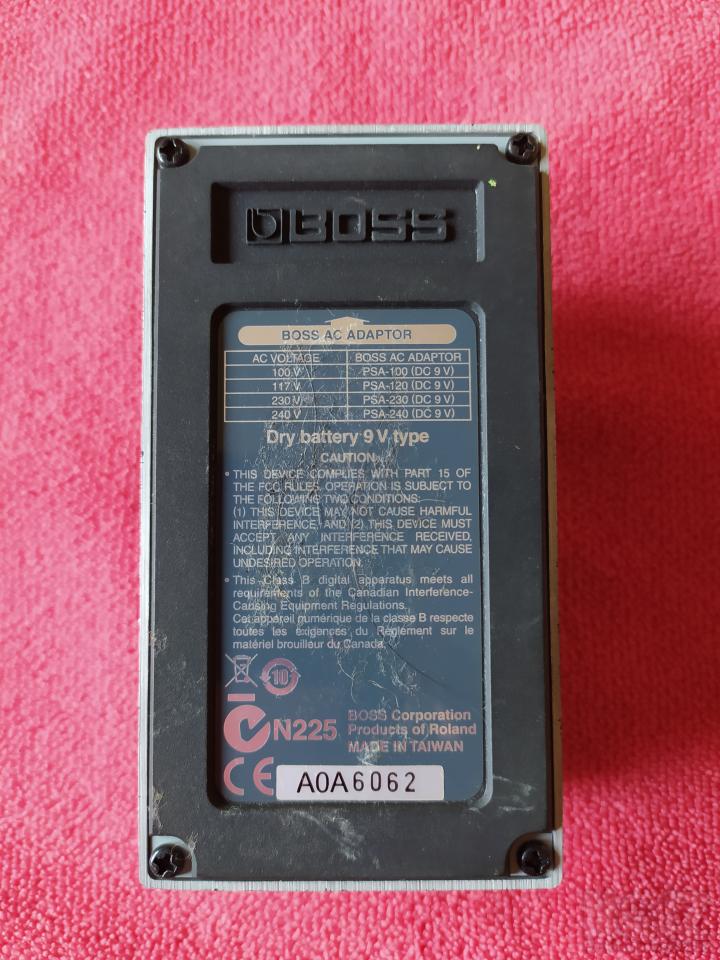 BOSS
BOSS AC ADAPTOR
AC VOLTAGE BOSS AC ADAPTOR
100 V PSA-100 (DC 9 V)
117 V PSA-120 (DC 9 V)
230 V PSA-230 (DC 9 V)
240 V PSA-240 (DC 9 V)
Dry battery 9 V type
CAUTION
• THIS DEVICE COMPLIES WITH PART 15 OF
THE FCC RULES. OPERATION IS SUBJECT TO
THE FOLLOWING TWO CONDITIONS:
(1) THIS DEVICE MAY NOT CAUSE HARMFUL
INTERFERENCE, AND (2) THIS DEVICE MUST
ACCEPT ANY INTERFERENCE RECEIVED,
INCLUDING INTERFERENCE THAT MAY CAUSE
UNDESIRED OPERATION.
• This Class B digital apparatus meets all
requirements of the Canadian Interference-
Causing Equipment Regulations.
Cet appareil numérique de la classe B respecte
toutes les exigences du Règlement sur le
matériel brouilleur du Canada.
10
N225 BOSS Corporation
Products of Roland
MADE IN TAIWAN
CE A0A6062